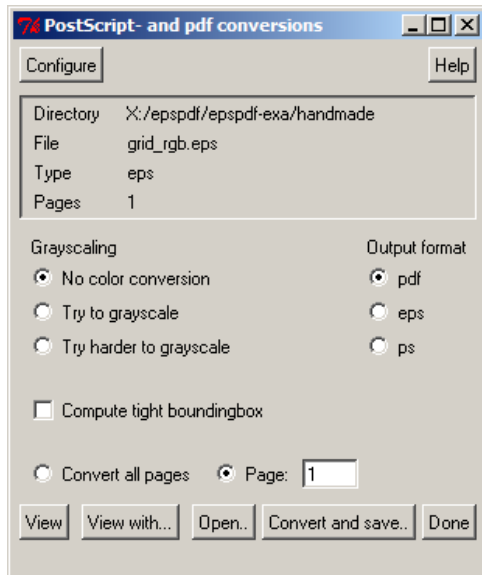 PostScript- and pdf conversions
Configure Help
Directory X:/epspdf/epspdf-exa/handmade
File grid_rgb.eps
Type eps
Pages 1
Grayscaling Output format
No color conversion pdf
Try to grayscale eps
Try harder to grayscale ps
Compute tight boundingbox
Convert all pages Page: 1
View View with... Open.. Convert and save.. Done